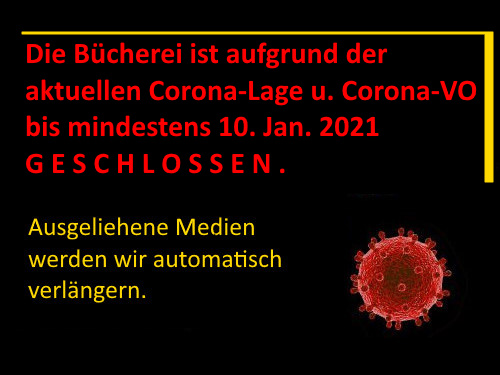 Die Bücherei ist aufgrund der
aktuellen Corona-Lage u. Corona-VO
bis mindestens 10. Jan. 2021
G E S C H L O S S E N .
Ausgeliehene Medien
werden wir automatisch
verlängern.